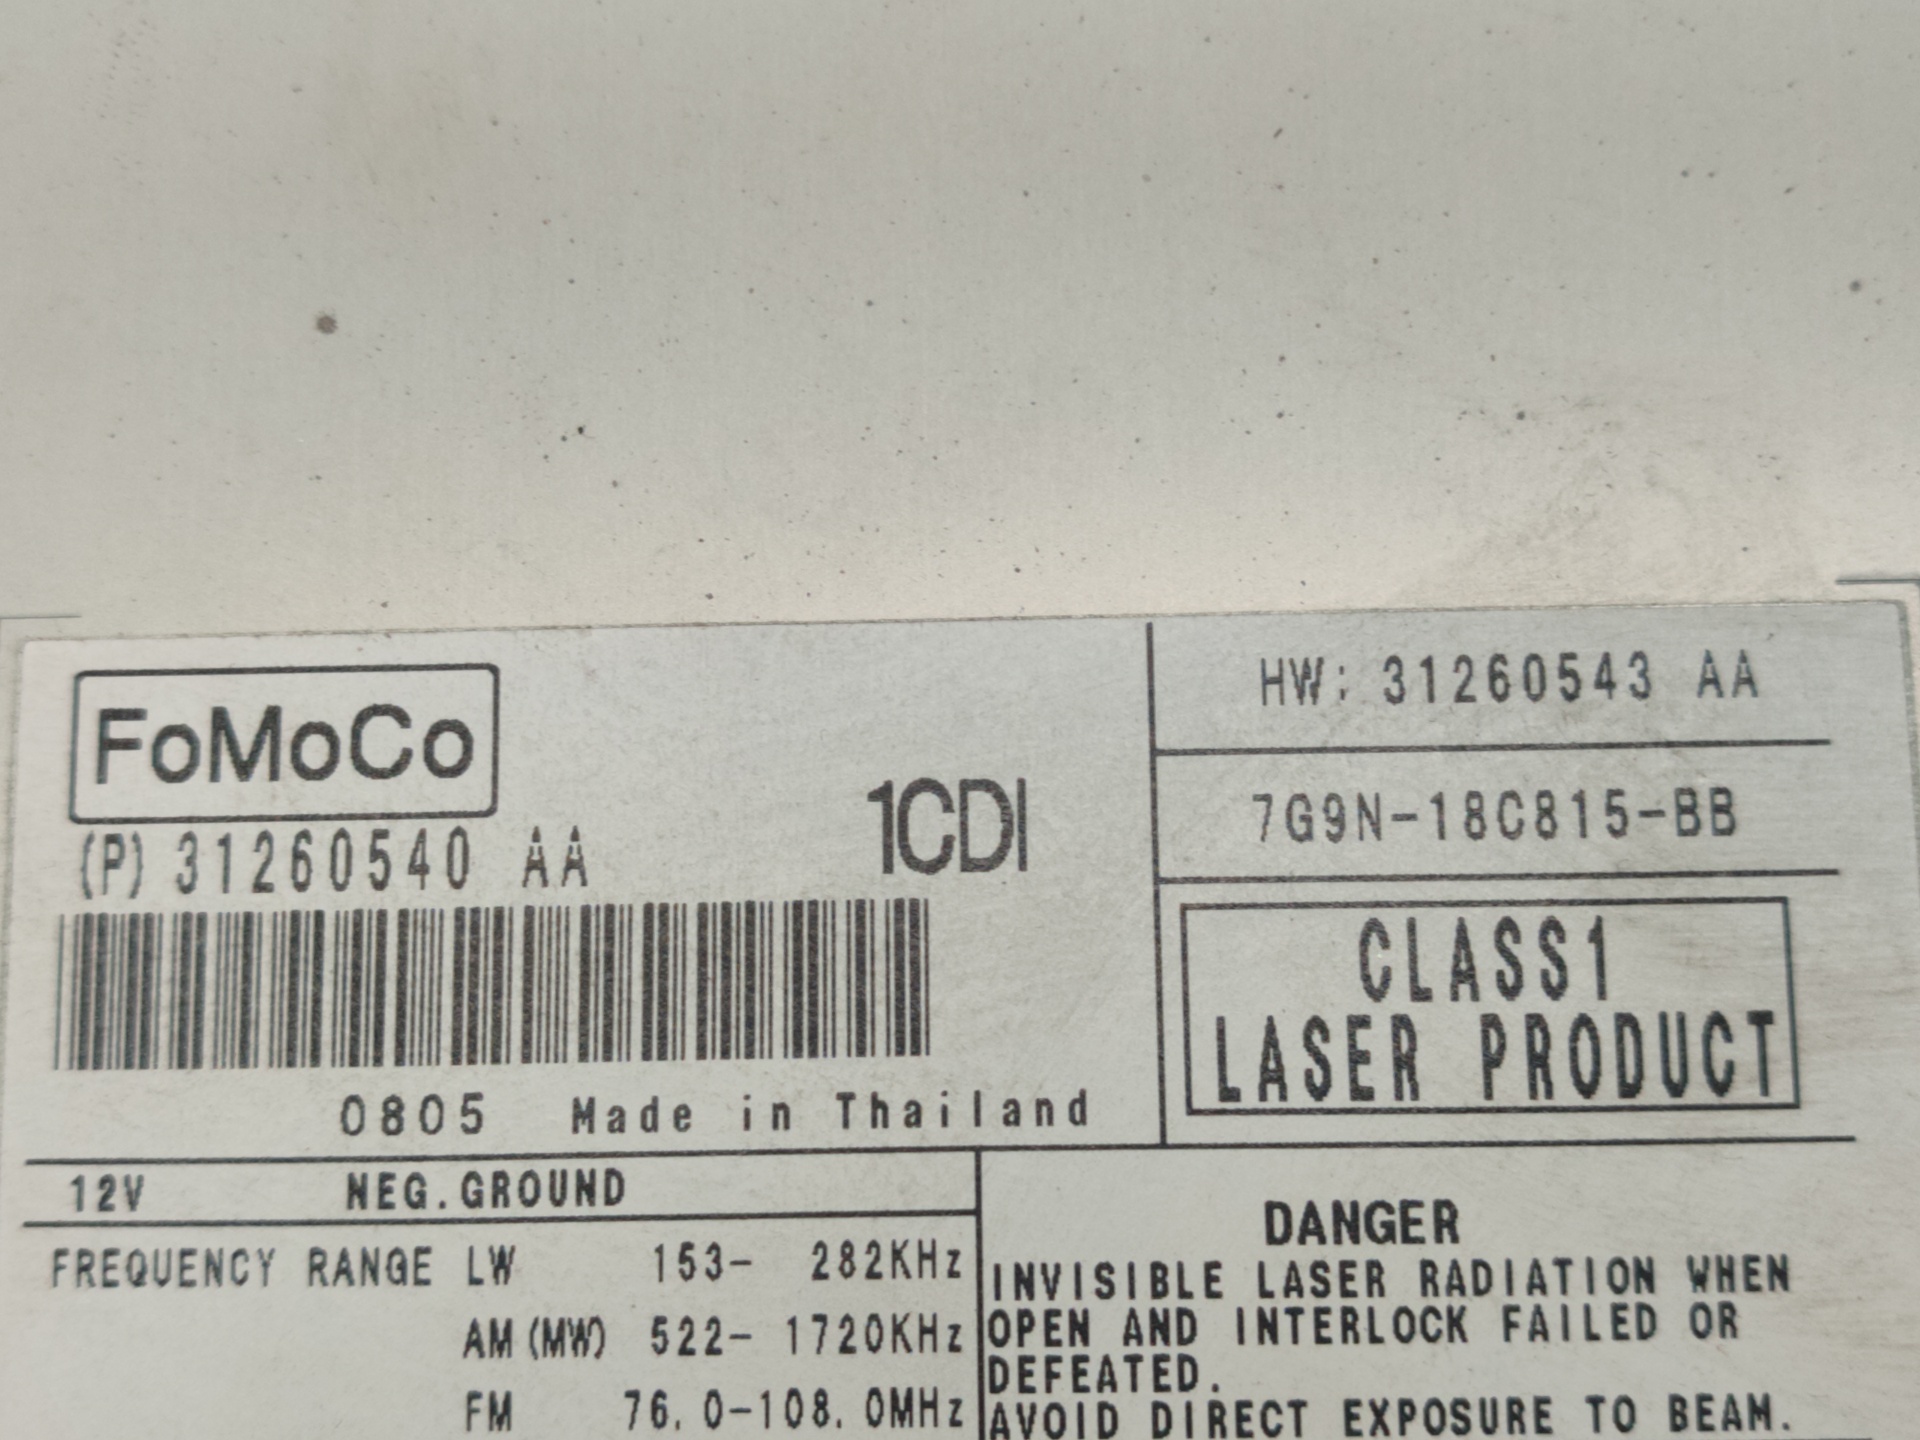 FoMoCo
(P) 31260540 AA
1CDI
0805 Made in Thailand
HW: 31260543 AA
7G9N-18C815-BB
CLASS1
LASER PRODUCT
12V NEG.GROUND
FREQUENCY RANGE LW 153- 282KHz
AM(MW) 522- 1720KHz
FM 76.0-108.0MHz
DANGER
INVISIBLE LASER RADIATION WHEN
OPEN AND INTERLOCK FAILED OR
DEFEATED.
AVOID DIRECT EXPOSURE TO BEAM.